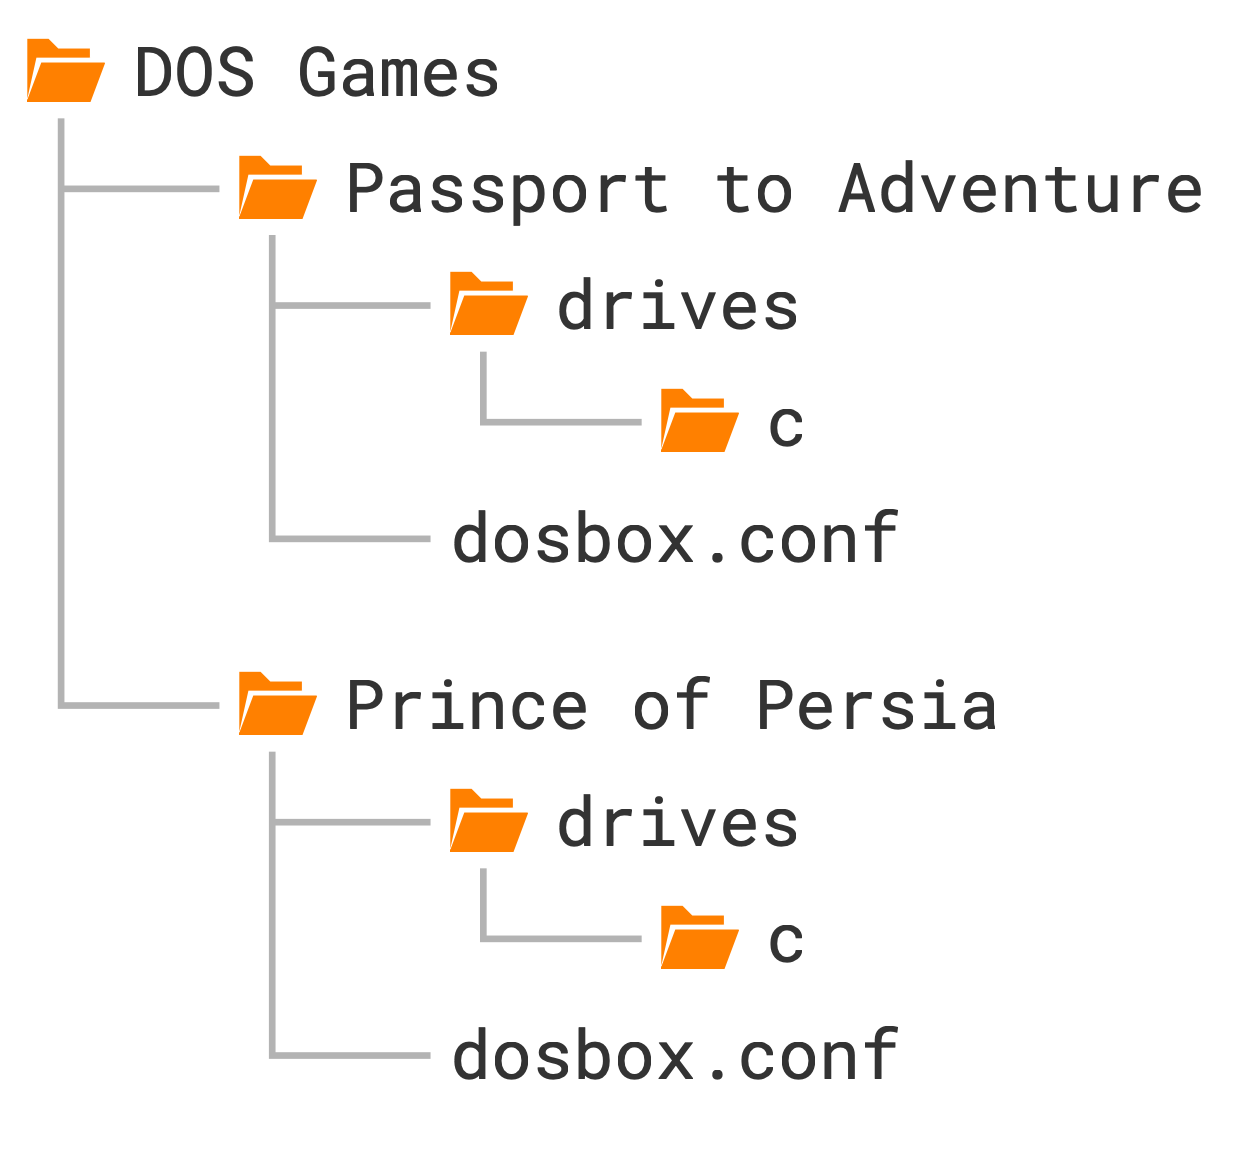 DOS Games
Passport to Adventure
drives
c
dosbox.conf
Prince of Persia
drives
c
dosbox.conf